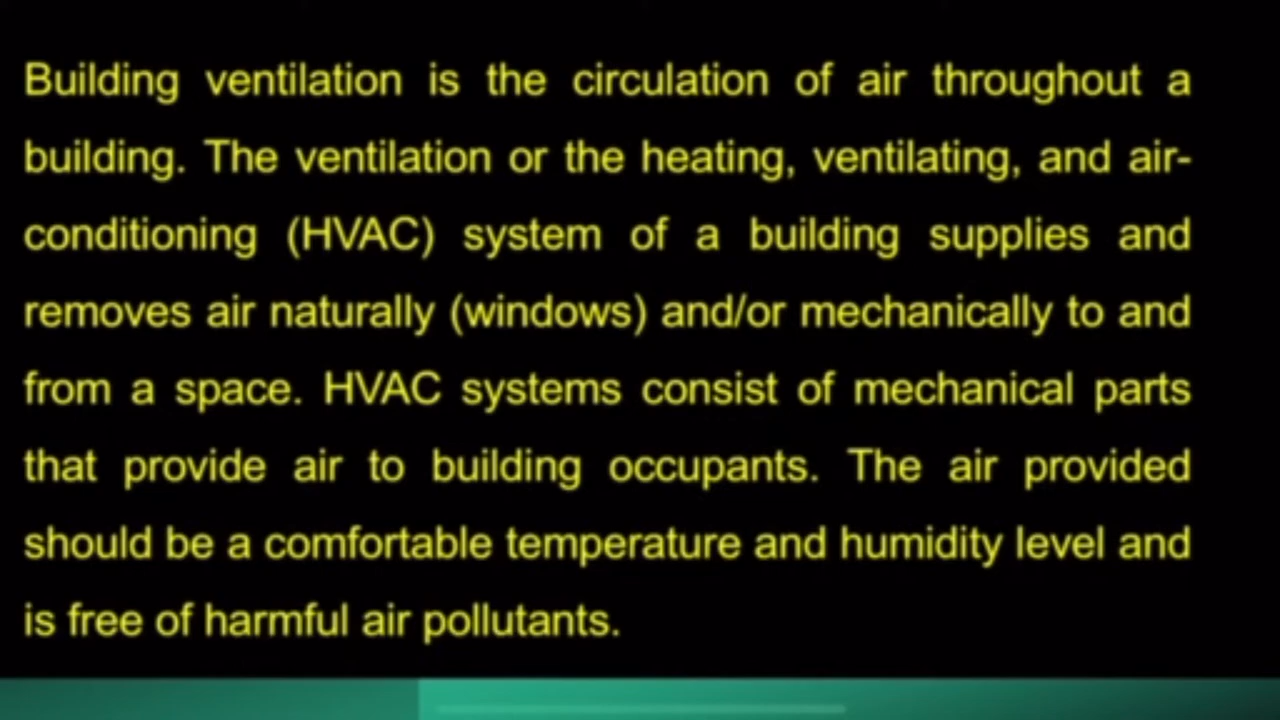 Building ventilation is the circulation of air throughout a
building. The ventilation or the heating, ventilating, and air-
conditioning (HVAC) system of a building supplies and
removes air naturally (windows) and/or mechanically to and
from a space. HVAC systems consist of mechanical parts
that provide air to building occupants. The air provided
should be a comfortable temperature and humidity level and
is free of harmful air pollutants.